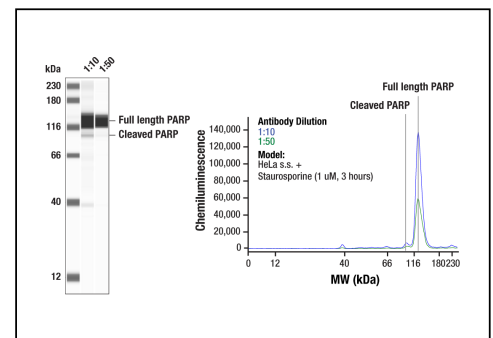 kDa
1:10
1:50
230
180
116
66
40
12
Full length PARP
Cleaved PARP
Full length PARP
Cleaved PARP
Antibody Dilution
1:10
1:50
Model:
HeLa s.s. +
Staurosporine (1 uM, 3 hours)
Chemiluminescence
140,000
120,000
100,000
80,000
60,000
40,000
20,000
0
0 12 40 66 116 180 230
MW (kDa)